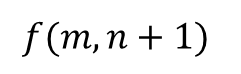 f(m, n + 1)